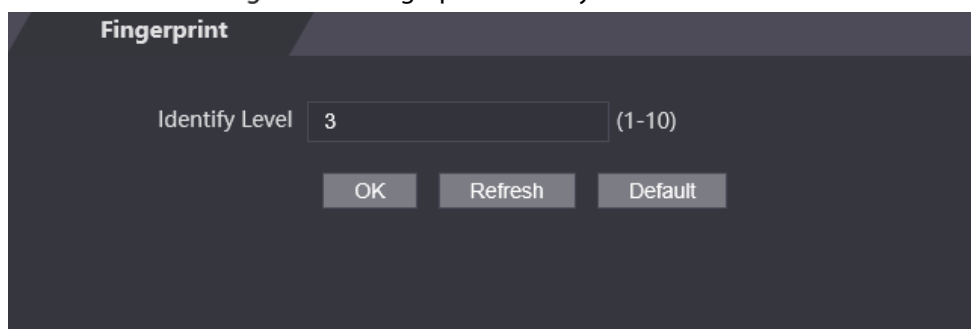 Fingerprint
Identify Level 3 (1-10)
OK Refresh Default